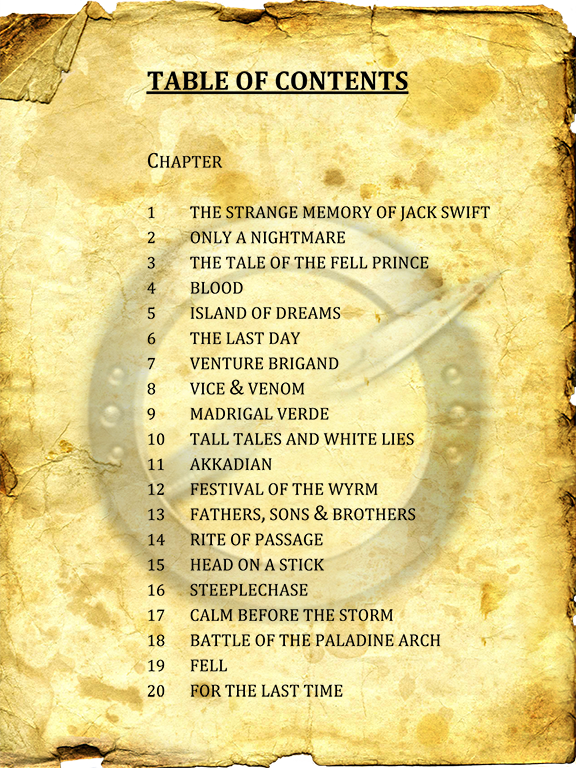 TABLE OF CONTENTS
CHAPTER
1 THE STRANGE MEMORY OF JACK SWIFT
2 ONLY A NIGHTMARE
3 THE TALE OF THE FELL PRINCE
4 BLOOD
5 ISLAND OF DREAMS
6 THE LAST DAY
7 VENTURE BRIGAND
8 VICE & VENOM
9 MADRIGAL VERDE
10 TALL TALES AND WHITE LIES
11 AKKADIAN
12 FESTIVAL OF THE WYRM
13 FATHERS, SONS & BROTHERS
14 RITE OF PASSAGE
15 HEAD ON A STICK
16 STEEPLECHASE
17 CALM BEFORE THE STORM
18 BATTLE OF THE PALADINE ARCH
19 FELL
20 FOR THE LAST TIME